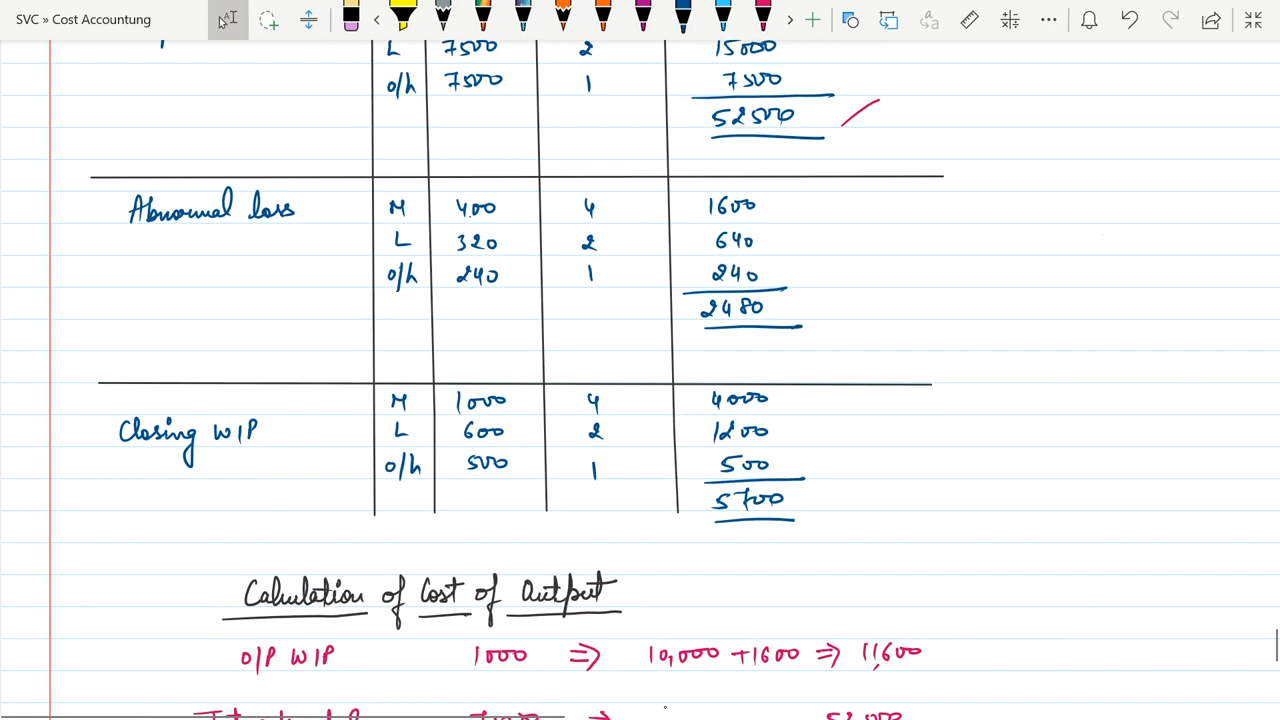 SVC » Cost Accountung
L 7500 2 15000
o/h 7500 1 7500
52500
Abnormal loss M 400 4 1600
L 320 2 640
o/h 240 1 240
2480
M 1000 4 4000
Closing WIP L 600 2 1200
o/h 500 1 500
5700
Calculation of Cost of Output
O/P WIP 1000 ⇒ 10,000 + 1600 ⇒ 11,600